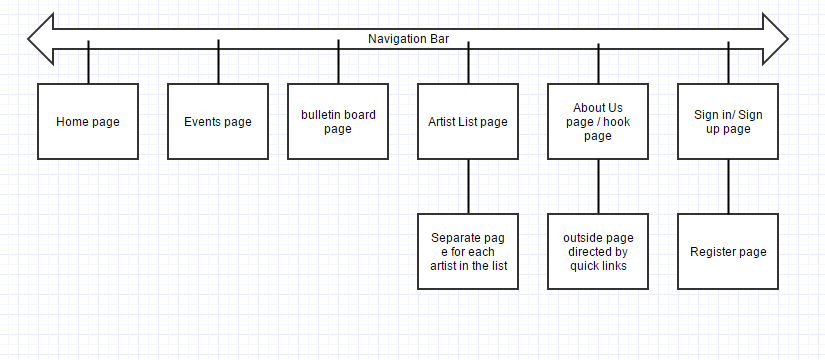 Navigation Bar
Home page
Events page
bulletin board
page
Artist List page
About Us
page / hook
page
Sign in/ Sign
up page
Separate pag
e for each
artist in the list
outside page
directed by
quick links
Register page